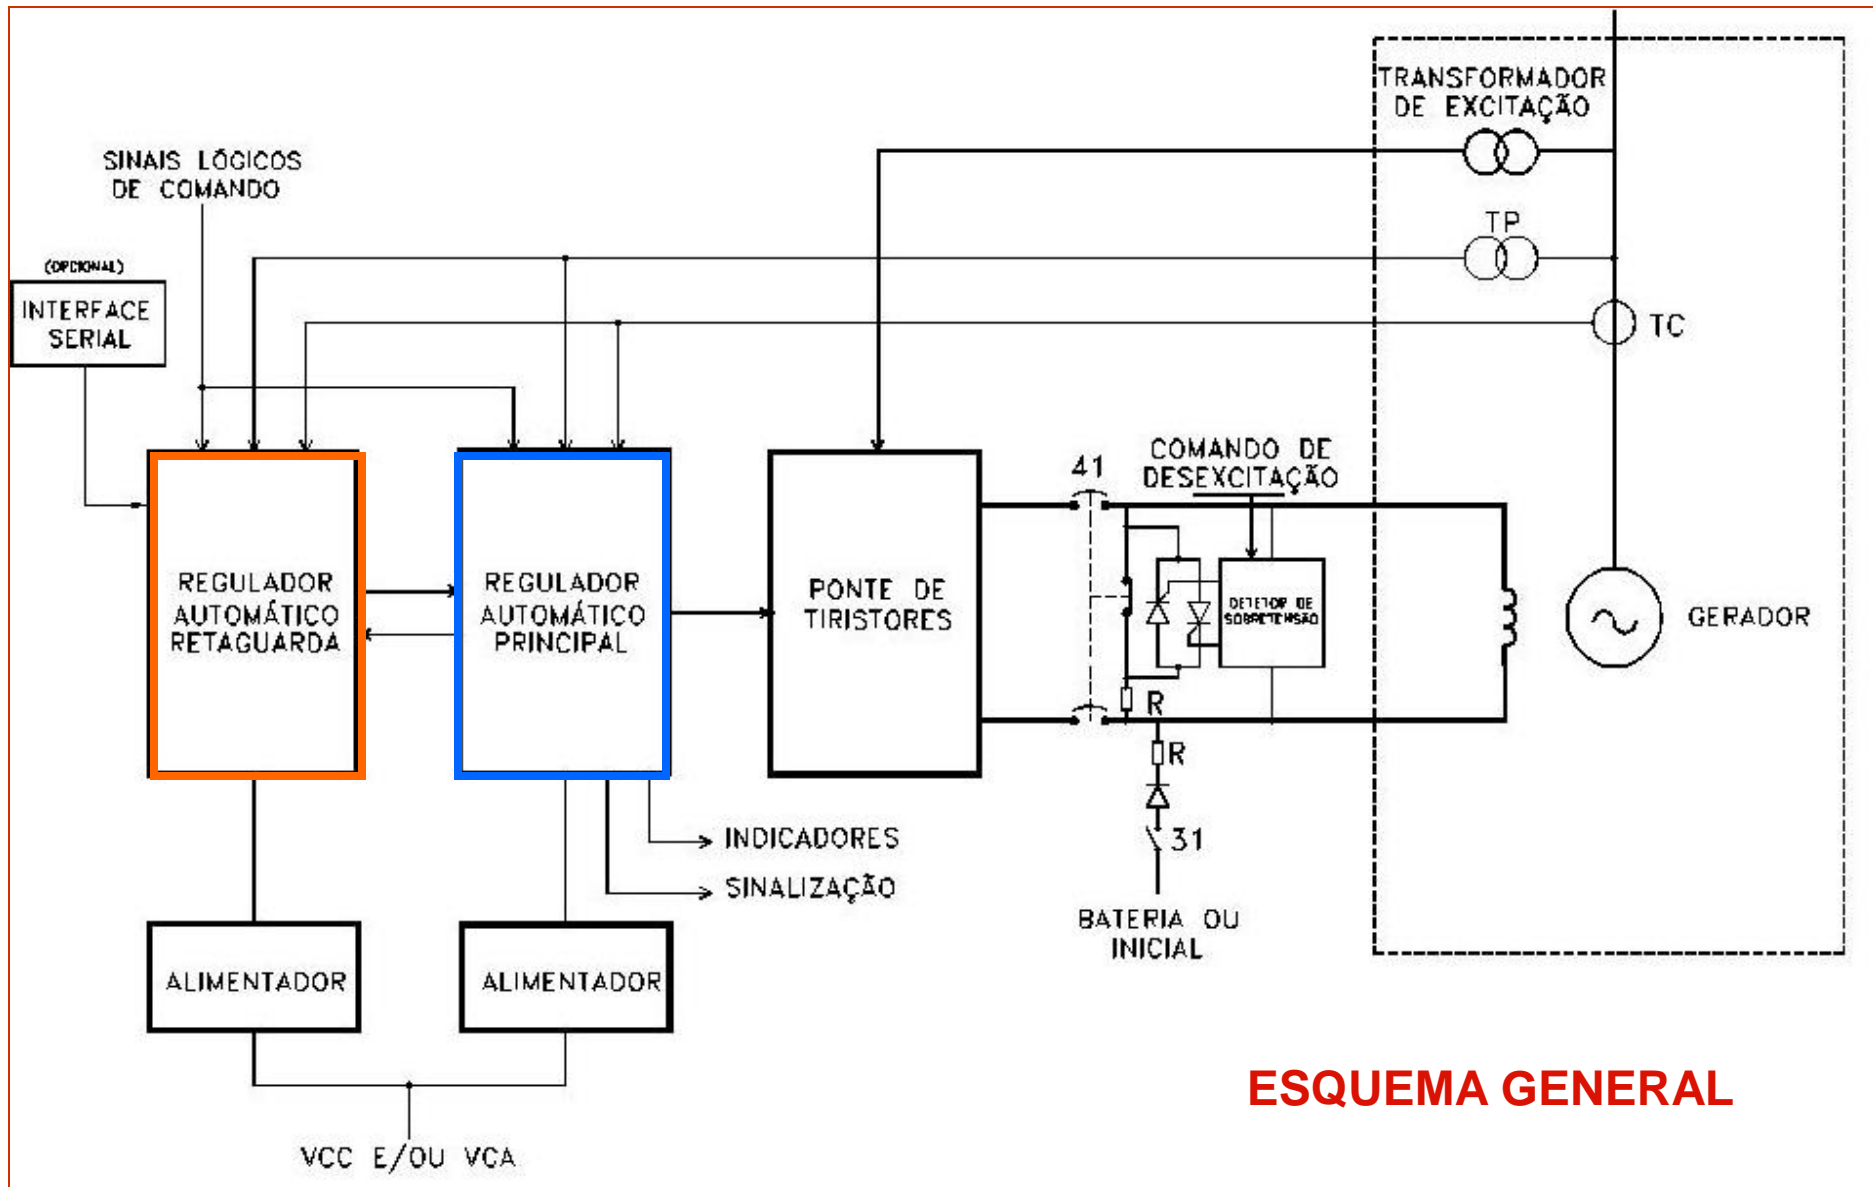 TRANSFORMADOR
DE EXCITAÇÃO
SINAIS LÓGICOS
DE COMANDO
TP
(OPCIONAL)
INTERFACE
SERIAL
TC
COMANDO DE
DESEXCITAÇÃO
41
REGULADOR
AUTOMÁTICO
RETAGUARDA
REGULADOR
AUTOMÁTICO
PRINCIPAL
PONTE DE
TIRISTORES
DETETOR DE
SOBRETENSÃO
GERADOR
R
R
31
INDICADORES
SINALIZAÇÃO
BATERIA OU
INICIAL
ALIMENTADOR
ALIMENTADOR
ESQUEMA GENERAL
VCC E/OU VCA